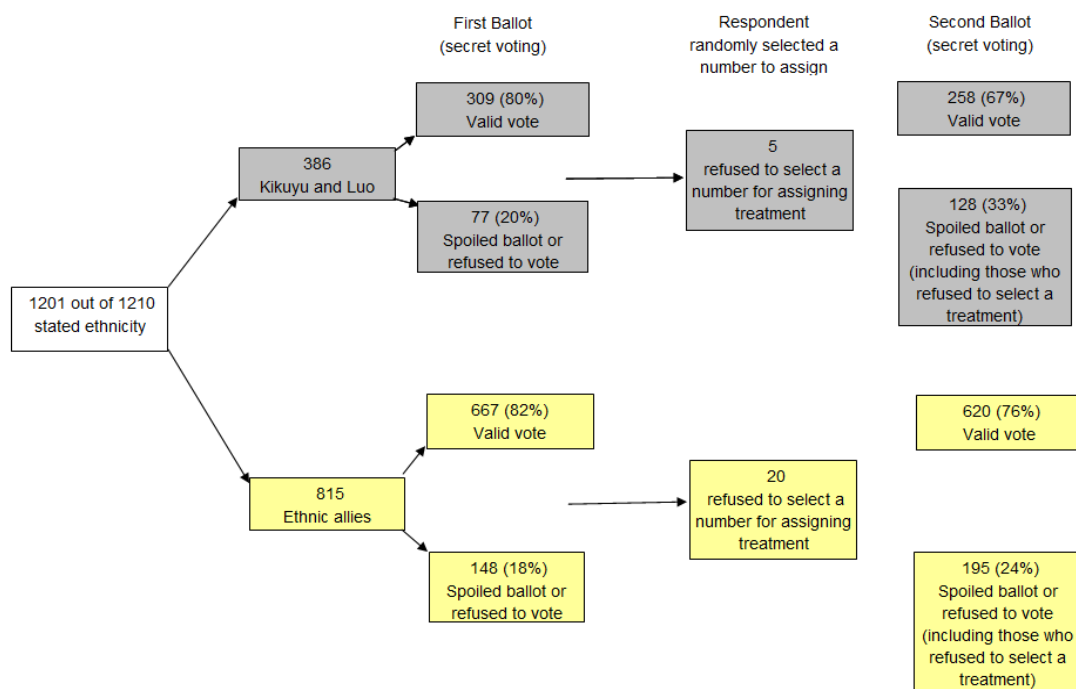 First Ballot
(secret voting)
Respondent
randomly selected a
number to assign
Second Ballot
(secret voting)
309 (80%)
Valid vote
258 (67%)
Valid vote
386
Kikuyu and Luo
5
refused to select a
number for assigning
treatment
77 (20%)
Spoiled ballot or
refused to vote
128 (33%)
Spoiled ballot or
refused to vote
(including those who
refused to select a
treatment)
1201 out of 1210
stated ethnicity
667 (82%)
Valid vote
620 (76%)
Valid vote
815
Ethnic allies
20
refused to select a
number for assigning
treatment
148 (18%)
Spoiled ballot or
refused to vote
195 (24%)
Spoiled ballot or
refused to vote
(including those who
refused to select a
treatment)